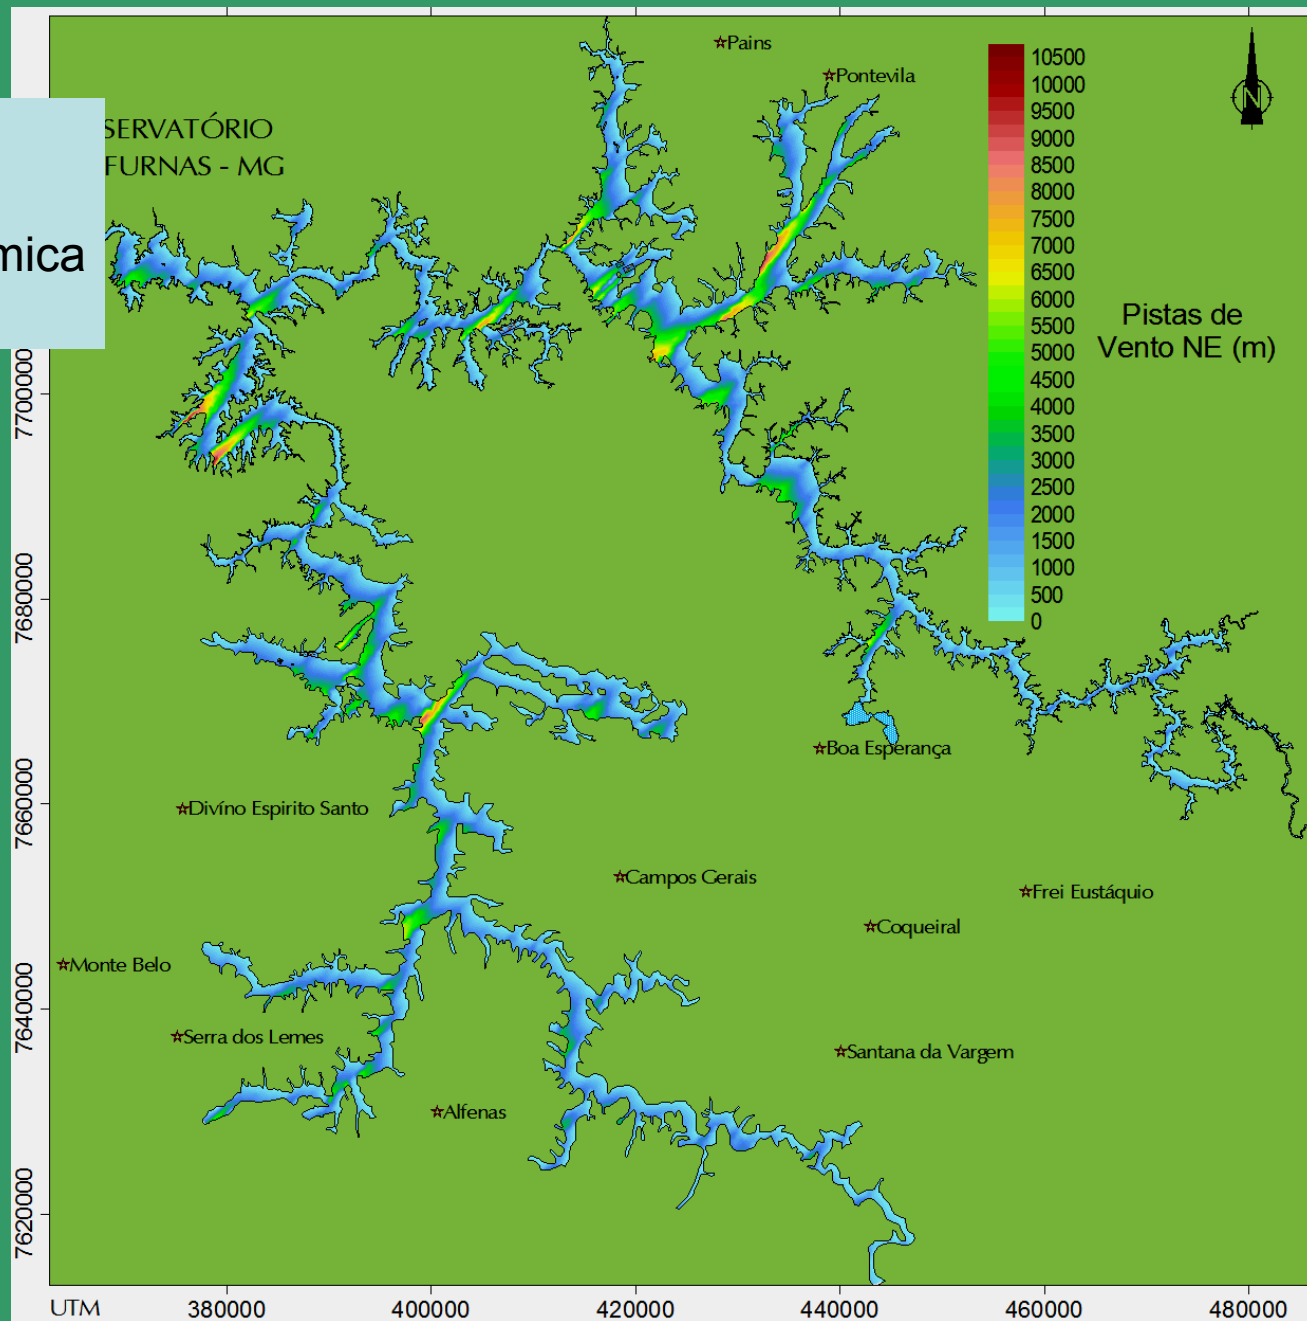 SERVATÓRIO
FURNAS - MG
mica
Pains
Pontevila
N
10500
10000
9500
9000
8500
8000
7500
7000
6500
6000
5500
5000
4500
4000
3500
3000
2500
2000
1500
1000
500
0
Pistas de
Vento NE (m)
Boa Esperança
Divíno Espirito Santo
Campos Gerais
Frei Eustáquio
Coqueiral
Monte Belo
Serra dos Lemes
Santana da Vargem
Alfenas
7700000
7680000
7660000
7640000
7620000
UTM 380000 400000 420000 440000 460000 480000